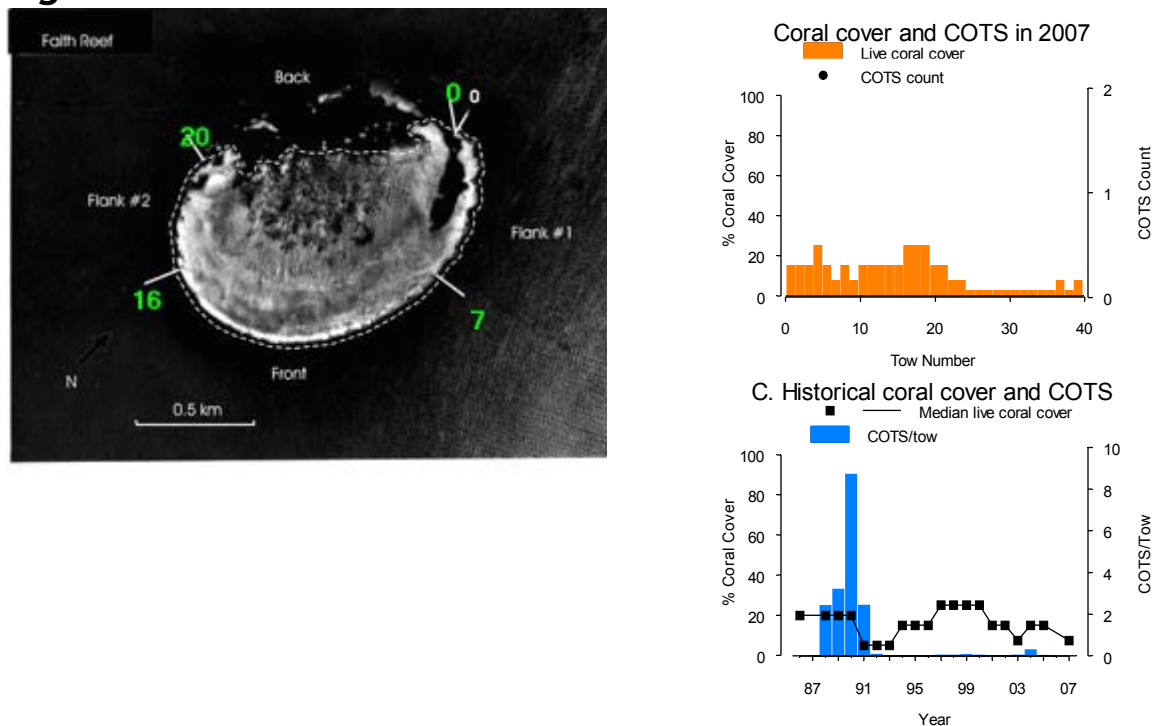 Faith Reef
Back
0
0
20
Flank #2
Flank #1
16
7
Front
N
0.5 km
Coral cover and COTS in 2007
Live coral cover
COTS count
100
80
60
40
20
0
% Coral Cover
2
1
0
COTS Count
0 10 20 30 40
Tow Number
C. Historical coral cover and COTS
Median live coral cover
COTS/tow
100
80
60
40
20
0
% Coral Cover
10
8
6
4
2
0
COTS/Tow
87 91 95 99 03 07
Year